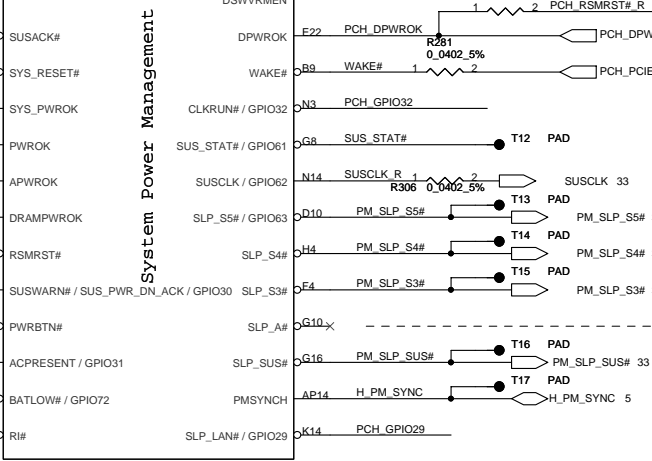 DSWVRMEN
1 2 PCH_RSMRST#_R
SUSACK# DPWROK E22 PCH_DPWROK PCH_DPW
R281
0_0402_5%
SYS_RESET# WAKE# B9 WAKE# 1 2 PCH_PCIE
SYS_PWROK CLKRUN# / GPIO32 N3 PCH_GPIO32
PWROK SUS_STAT# / GPIO61 G8 SUS_STAT# T12 PAD
APWROK SUSCLK / GPIO62 N14 SUSCLK_R 1 2 SUSCLK 33
R306 0_0402_5%
T13 PAD
DRAMPWROK SLP_S5# / GPIO63 D10 PM_SLP_S5# PM_SLP_S5#
T14 PAD
RSMRST# SLP_S4# H4 PM_SLP_S4# PM_SLP_S4#
T15 PAD
SUSWARN# / SUS_PWR_DN_ACK / GPIO30 SLP_S3# F4 PM_SLP_S3# PM_SLP_S3#
PWRBTN# SLP_A# G10
T16 PAD
ACPRESENT / GPIO31 SLP_SUS# G16 PM_SLP_SUS# PM_SLP_SUS# 33
T17 PAD
BATLOW# / GPIO72 PMSYNCH AP14 H_PM_SYNC H_PM_SYNC 5
RI# SLP_LAN# / GPIO29 K14 PCH_GPIO29
System Power Management